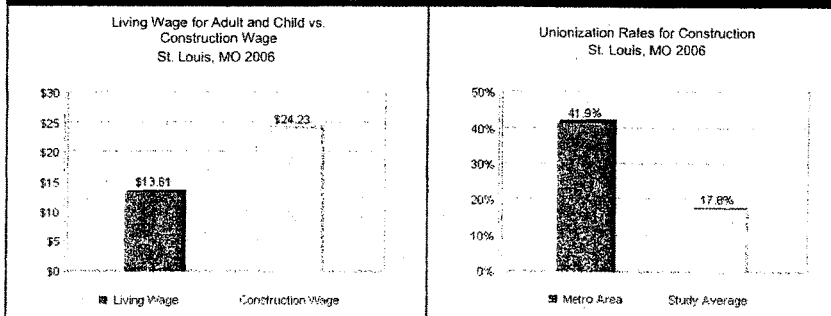 Living Wage for Adult and Child vs.
Construction Wage
St. Louis, MO 2006
$30
$25
$20
$15
$10
$5
$0
$13.61
$24.23
Living Wage
Construction Wage
Unionization Rates for Construction
St. Louis, MO 2006
50%
40%
30%
20%
10%
0%
41.9%
17.8%
Metro Area
Study Average